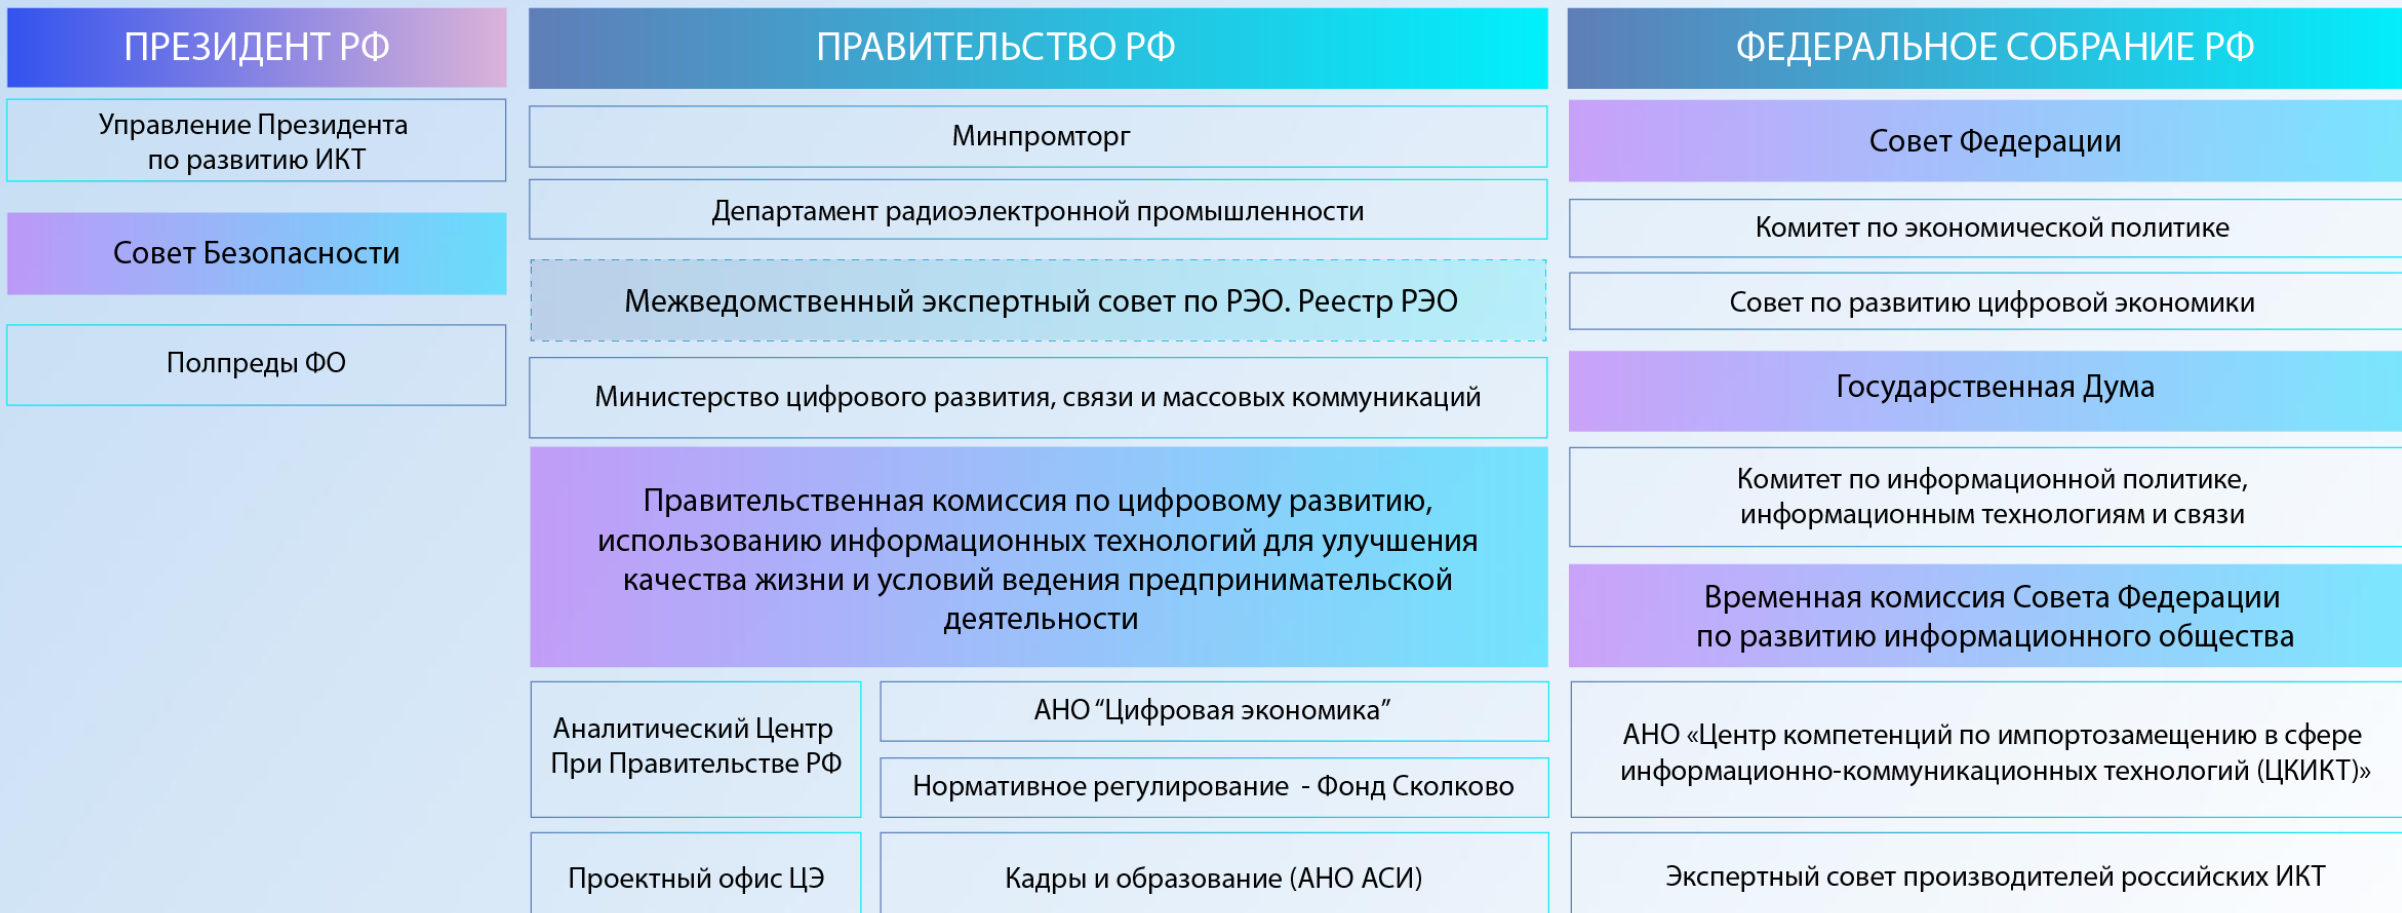 ПРЕЗИДЕНТ РФ
Управление Президента
по развитию ИКТ
Совет Безопасности
Полпреды ФО
ПРАВИТЕЛЬСТВО РФ
Минпромторг
Департамент радиоэлектронной промышленности
Межведомственный экспертный совет по РЭО. Реестр РЭО
Министерство цифрового развития, связи и массовых коммуникаций
Правительственная комиссия по цифровому развитию,
использованию информационных технологий для улучшения
качества жизни и условий ведения предпринимательской
деятельности
Аналитический Центр
При Правительстве РФ
Проектный офис ЦЭ
АНО “Цифровая экономика”
Нормативное регулирование - Фонд Сколково
Кадры и образование (АНО АСИ)
ФЕДЕРАЛЬНОЕ СОБРАНИЕ РФ
Совет Федерации
Комитет по экономической политике
Совет по развитию цифровой экономики
Государственная Дума
Комитет по информационной политике,
информационным технологиям и связи
Временная комиссия Совета Федерации
по развитию информационного общества
АНО «Центр компетенций по импортозамещению в сфере
информационно-коммуникационных технологий (ЦКИКТ)»
Экспертный совет производителей российских ИКТ